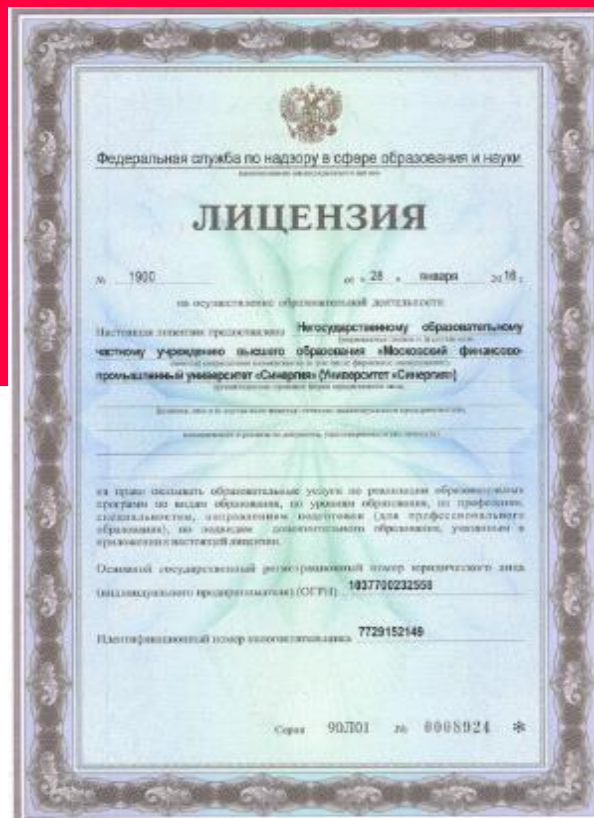 Федеральная служба по надзору в сфере образования и науки
ЛИЦЕНЗИЯ
№ 1900 от « 28 » января 2016 г.
на осуществление образовательной деятельности
Настоящая лицензия предоставлена Негосударственному образовательному
частному учреждению высшего образования «Московский финансово-
промышленный университет «Синергия» (Университет «Синергия»)
на право оказывать образовательные услуги по реализации образовательных
программ по видам образования, по уровням образования, по профессиям,
специальностям, направлениям подготовки (для профессионального
образования), по подвидам дополнительного образования, указанным в
приложении к настоящей лицензии.
Основной государственный регистрационный номер юридического лица
(индивидуального предпринимателя) (ОГРН) 1037700232558
Идентификационный номер налогоплательщика 7729152149
Серия 90Л01 № 0008924 *